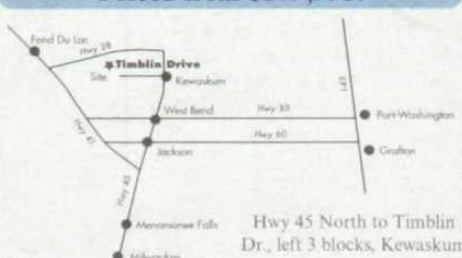 Fond Du Lac
Hwy 28
Timblin Drive
Site
Kewaskum
West Bend
Hwy 33
I-43
Port Washington
Hwy 41
Hwy 60
Jackson
Grafton
Hwy 45
Menomonee Falls
Hwy 45 North to Timblin
Dr., left 3 blocks, Kewaskum
Milwaukee